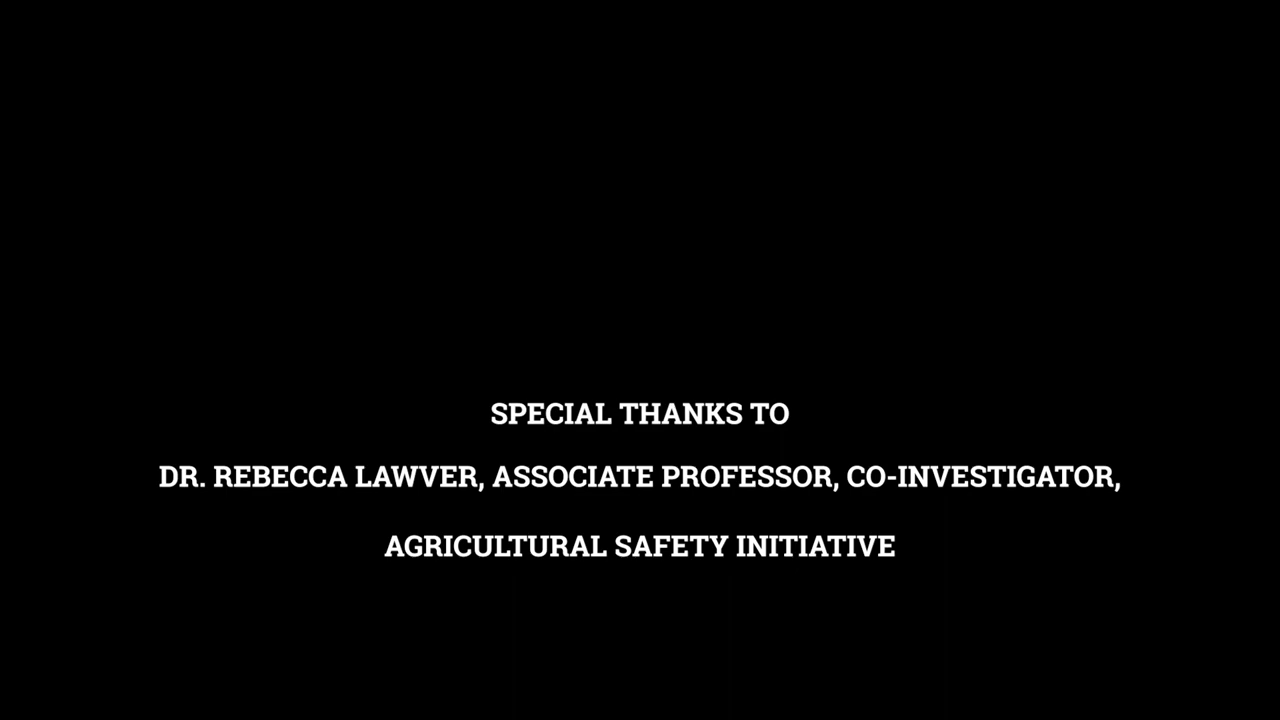 SPECIAL THANKS TO
DR. REBECCA LAWVER, ASSOCIATE PROFESSOR, CO-INVESTIGATOR,
AGRICULTURAL SAFETY INITIATIVE